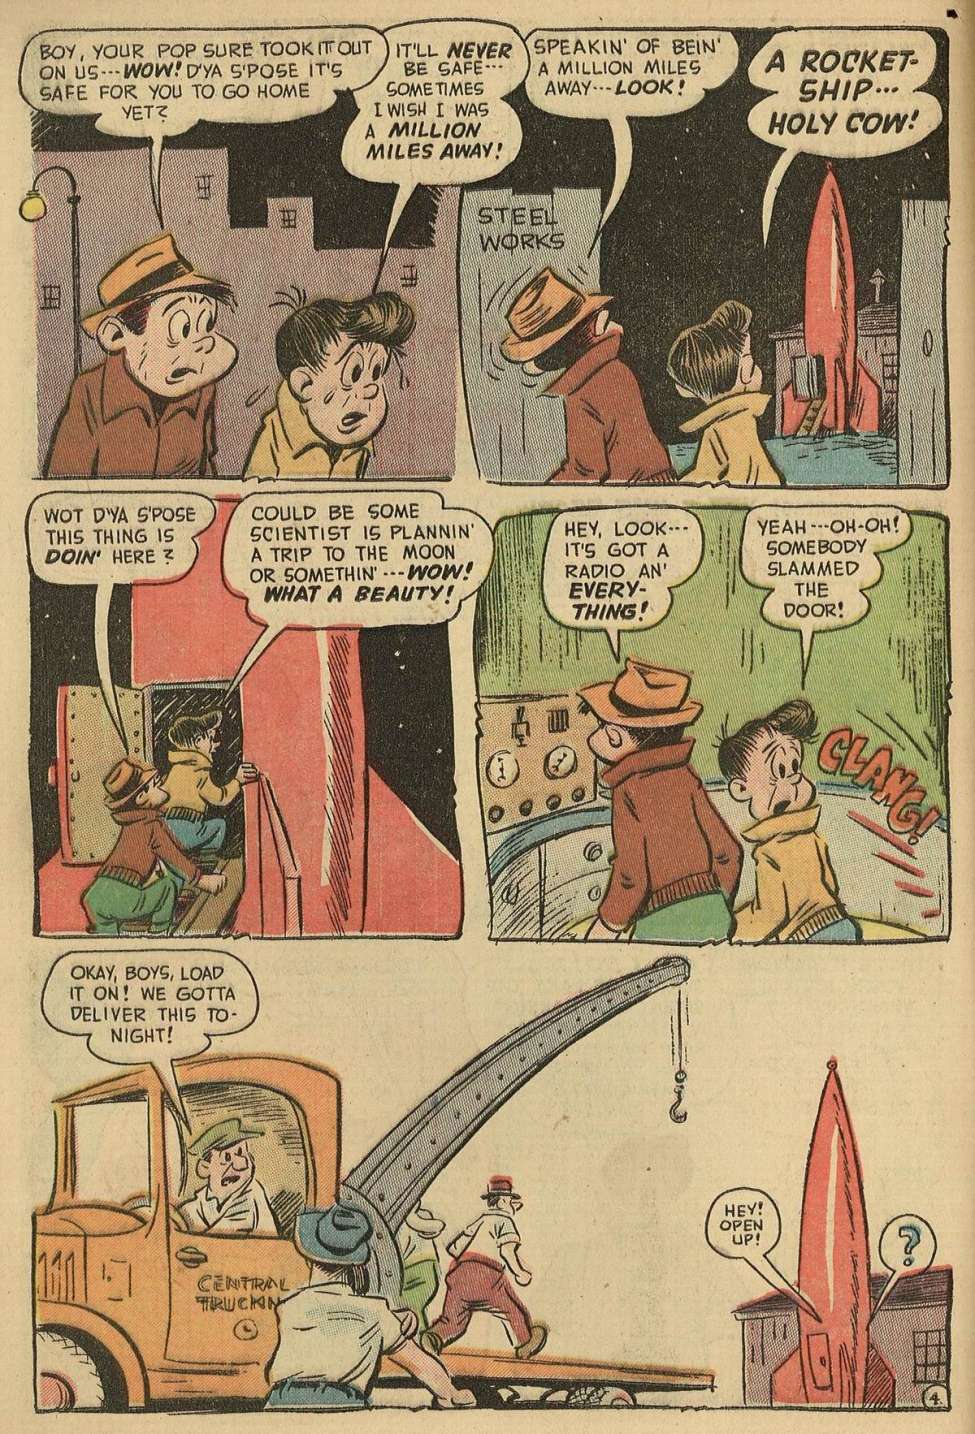 BOY, YOUR POP SURE TOOK IT OUT
ON US---WOW! D'YA S'POSE IT'S
SAFE FOR YOU TO GO HOME
YET?
IT'LL NEVER
BE SAFE---
SOMETIMES
I WISH I WAS
A MILLION
MILES AWAY!
SPEAKIN' OF BEIN'
A MILLION MILES
AWAY---LOOK!
A ROCKET-
SHIP---
HOLY COW!
STEEL
WORKS
WOT D'YA S'POSE
THIS THING IS
DOIN' HERE?
COULD BE SOME
SCIENTIST IS PLANNIN'
A TRIP TO THE MOON
OR SOMETHIN'---WOW!
WHAT A BEAUTY!
HEY, LOOK---
IT'S GOT A
RADIO AN'
EVERY-
THING!
YEAH---OH-OH!
SOMEBODY
SLAMMED
THE
DOOR!
CLANG!
OKAY, BOYS, LOAD
IT ON! WE GOTTA
DELIVER THIS TO-
NIGHT!
CENTRAL
TRUCKIN
HEY!
OPEN
UP!
?
4